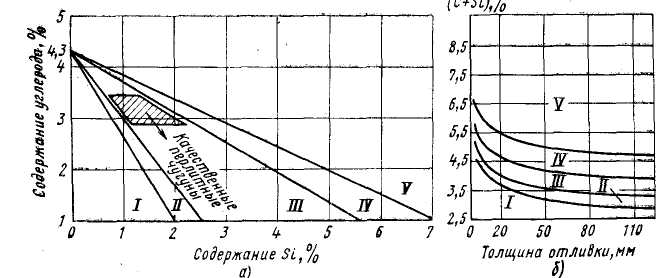 Содержание углерода, %
5
4,3
4
3
2
1
Качественные
перлитные
чугуны
I
II
III
IV
V
0
1
2
3
4
5
6
7
Содержание Si, %
а)
(C+Si), %
8,5
7,5
6,5
5,5
4,5
3,5
2,5
V
IV
III
II
I
0
20
50
80
110
Толщина отливки, мм
б)